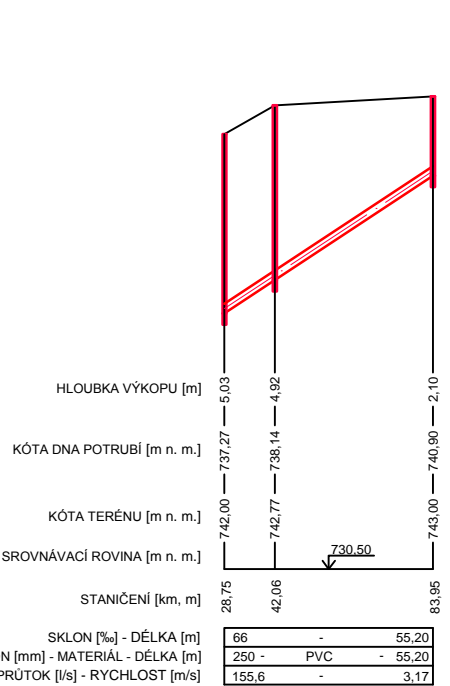 HLOUBKA VÝKOPU [m] 5,03 4,92 2,10
KÓTA DNA POTRUBÍ [m n. m.] 737,27 738,14 740,90
KÓTA TERÉNU [m n. m.] 742,00 742,77 743,00
SROVNÁVACÍ ROVINA [m n. m.] 730,50
STANIČENÍ [km, m] 28,75 42,06 83,95
SKLON [‰] - DÉLKA [m] 66 - 55,20
N [mm] - MATERIÁL - DÉLKA [m] 250 - PVC - 55,20
PRŮTOK [l/s] - RYCHLOST [m/s] 155,6 - 3,17